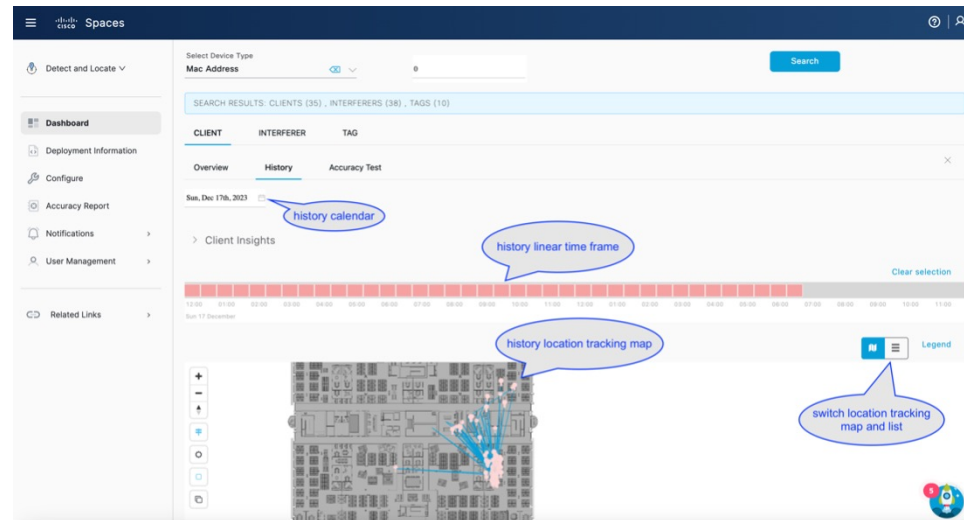 CISCO Spaces
Select Device Type
Mac Address
0
Search
Detect and Locate
SEARCH RESULTS: CLIENTS (35) , INTERFERERS (38) , TAGS (10)
Dashboard
CLIENT INTERFERER TAG
Deployment Information
Overview History Accuracy Test
Configure
Sun, Dec 17th, 2023
history calendar
Accuracy Report
Notifications
Client Insights
history linear time frame
User Management
Clear selection
12:00 01:00 02:00 03:00 04:00 05:00 06:00 07:00 08:00 09:00 10:00 11:00 12:00 01:00 02:00 03:00 04:00 05:00 06:00 07:00 08:00 09:00 10:00 11:00
Sun 17 December
Related Links
history location tracking map
Legend
switch location tracking
map and list
5